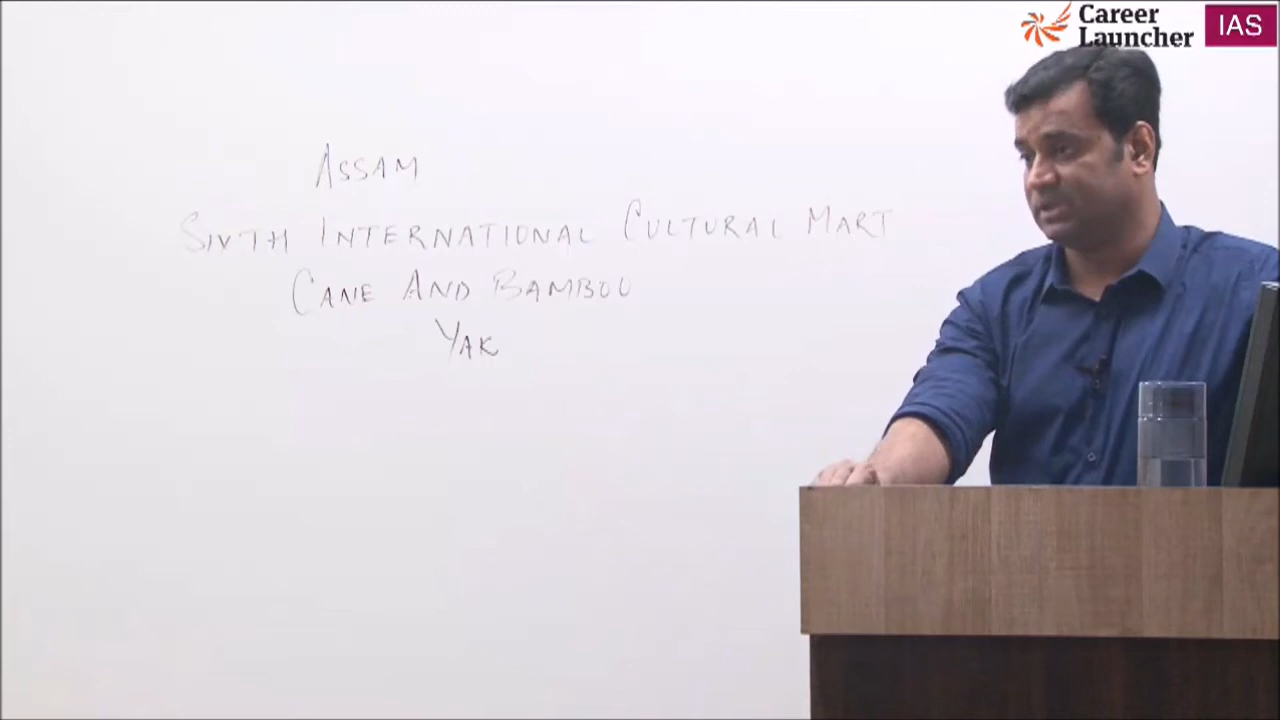 Career
Launcher
IAS
ASSAM
SIXTH INTERNATIONAL CULTURAL MART
CANE AND BAMBOO
YAK